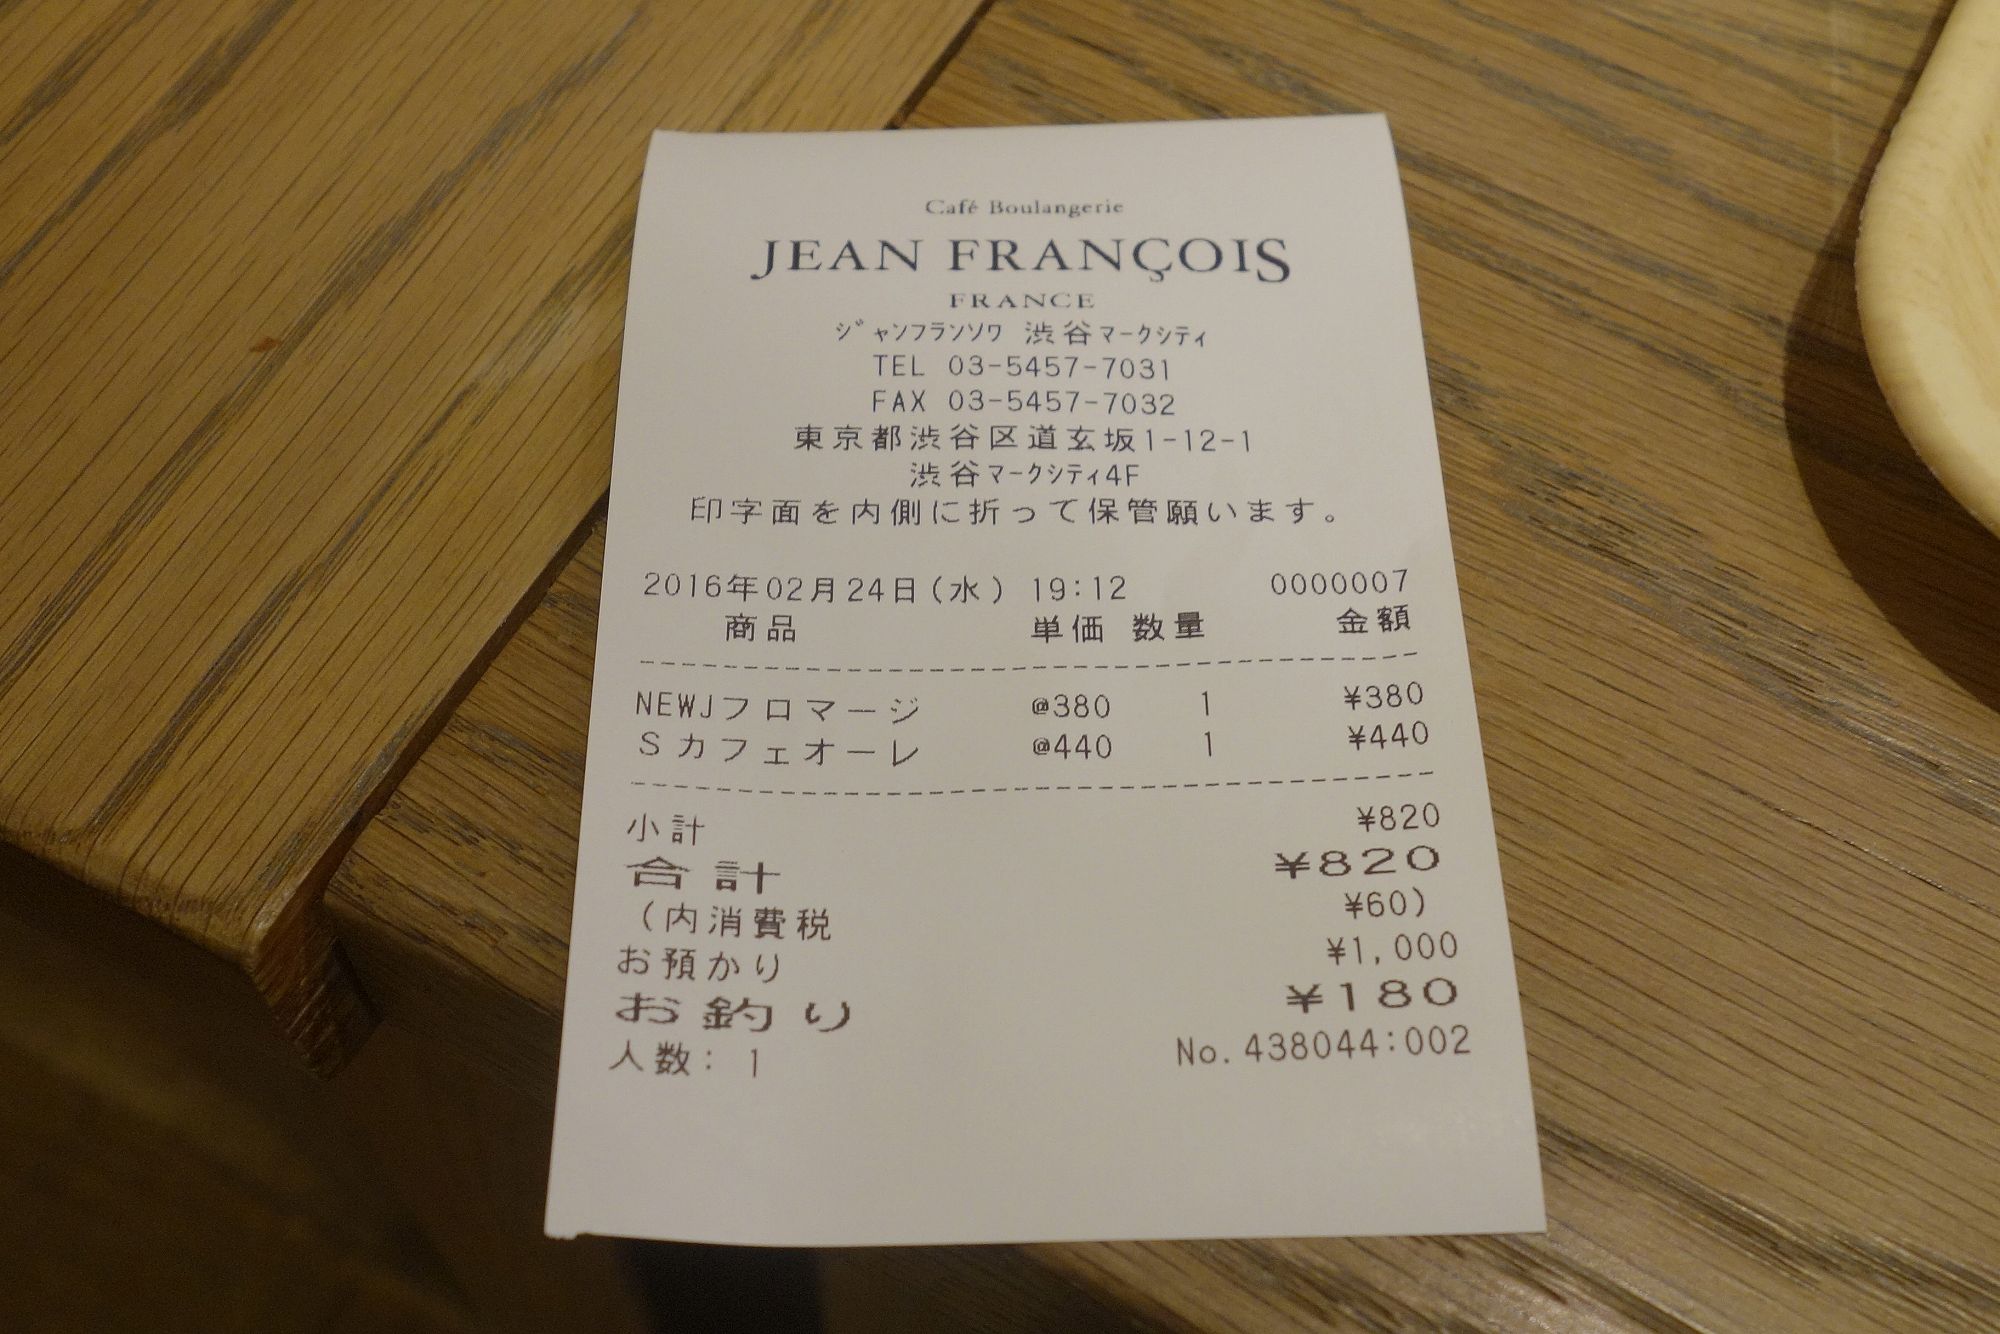 Café Boulangerie
JEAN FRANÇOIS
FRANCE
ジャンフランソワ 渋谷マークシティ
TEL 03-5457-7031
FAX 03-5457-7032
東京都渋谷区道玄坂1-12-1
渋谷マークシティ4F
印字面を内側に折って保管願います。
2016年02月24日(水) 19:12 0000007
商品 単価 数量 金額
NEWJフロマージ @380 1 ¥380
Sカフェオーレ @440 1 ¥440
小計 ¥820
合計 ¥820
(内消費税 ¥60)
お預かり ¥1,000
お釣り ¥180
人数: 1 No.438044:002